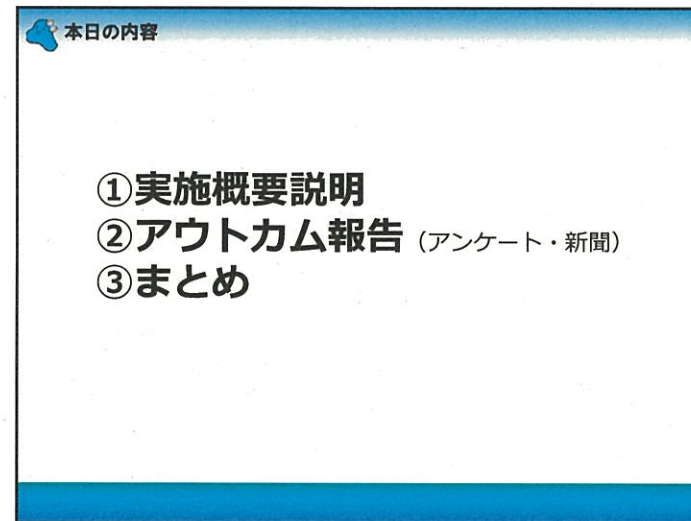 本日の内容
①実施概要説明
②アウトカム報告（アンケート・新聞）
③まとめ